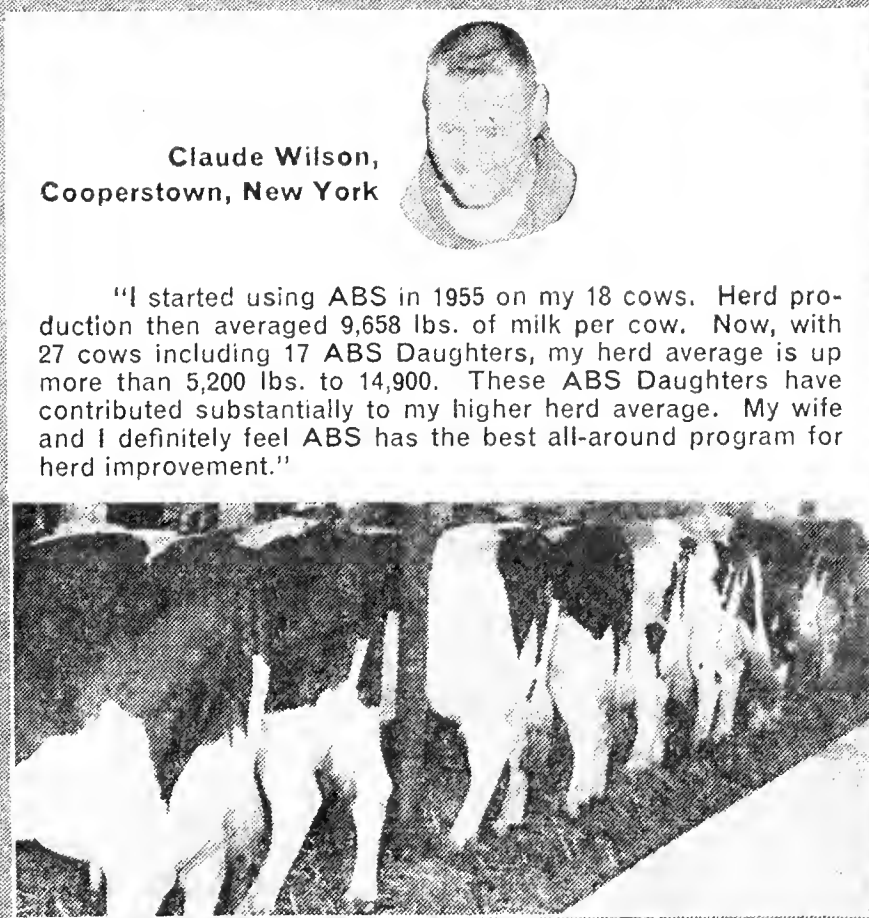 Claude Wilson,
Cooperstown, New York
"I started using ABS in 1955 on my 18 cows. Herd pro-
duction then averaged 9,658 lbs. of milk per cow. Now, with
27 cows including 17 ABS Daughters, my herd average is up
more than 5,200 lbs. to 14,900. These ABS Daughters have
contributed substantially to my higher herd average. My wife
and I definitely feel ABS has the best all-around program for
herd improvement."